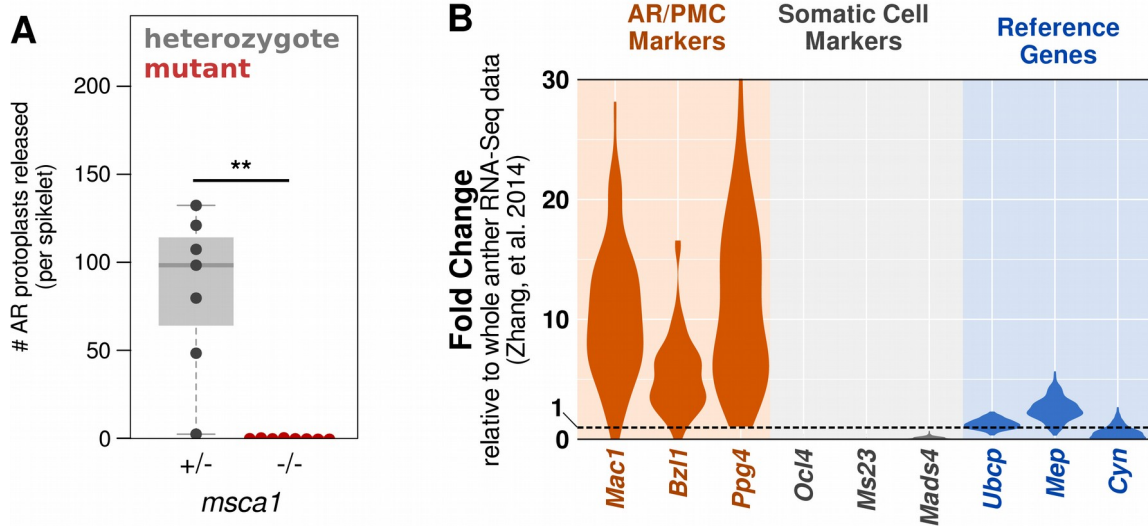 A
heterozygote
mutant
# AR protoplasts released
(per spikelet)
200
150
100
50
0
**
+/-
-/-
msca1
B
AR/PMC
Markers
Somatic Cell
Markers
Reference
Genes
Fold Change
relative to whole anther RNA-Seq data
(Zhang, et al. 2014)
30
20
10
1
0
Mac1
Bzl1
Ppg4
Ocl4
Ms23
Mads4
Ubcp
Mep
Cyn